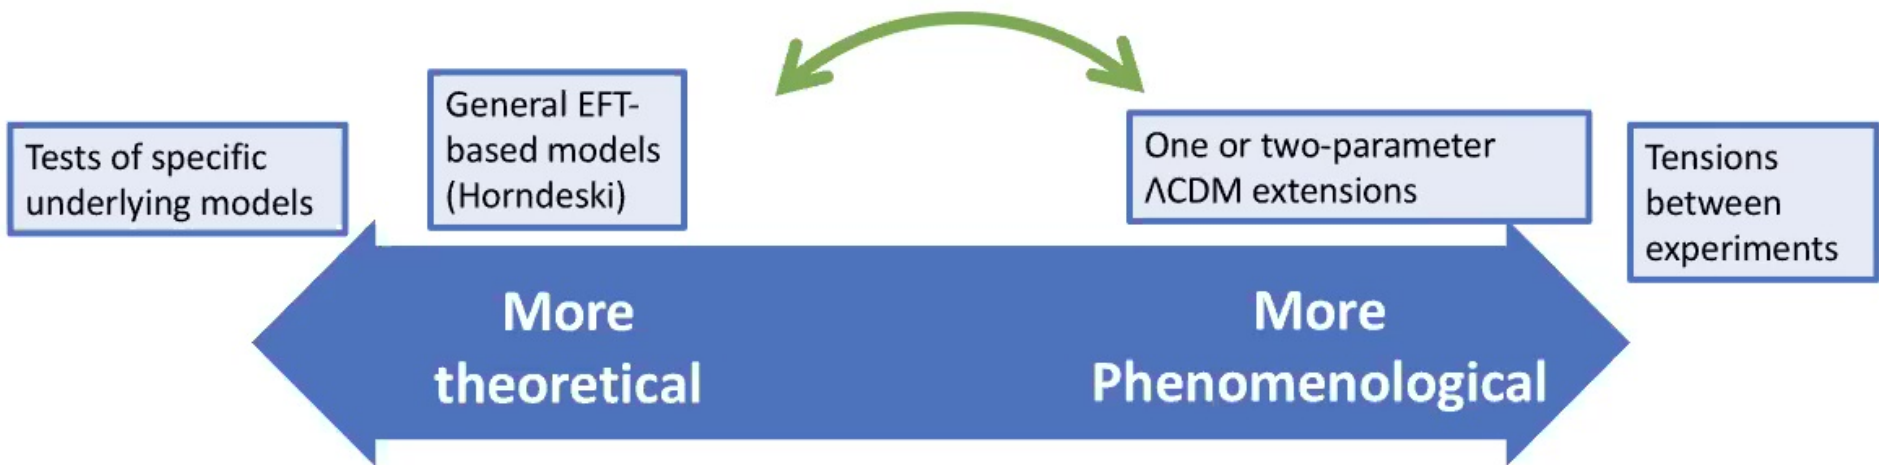 Tests of specific
underlying models
General EFT-
based models
(Horndeski)
One or two-parameter
ΛCDM extensions
Tensions
between
experiments
More
theoretical
More
Phenomenological